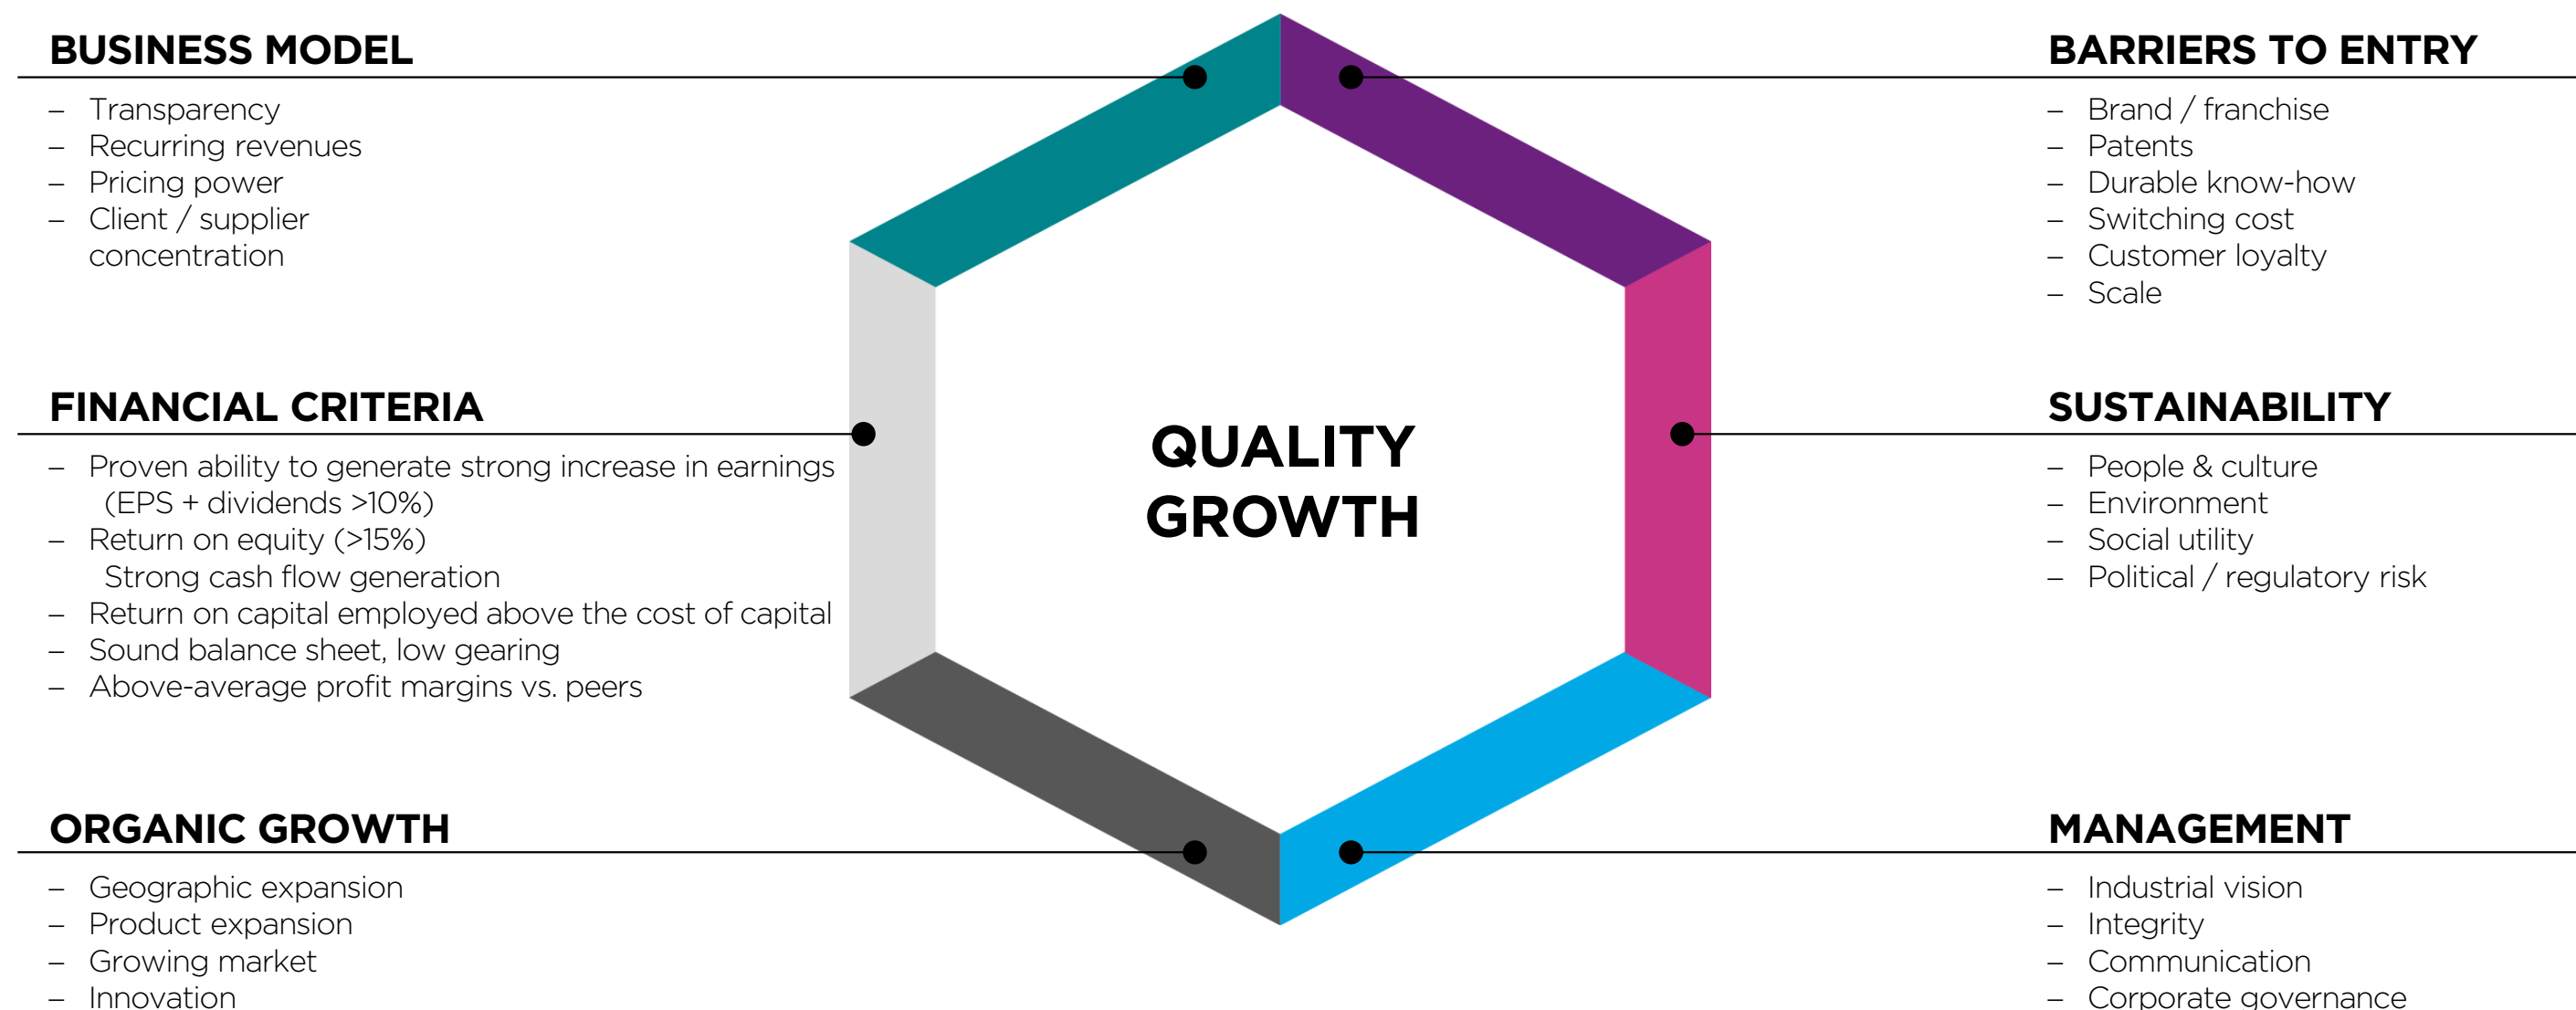 BUSINESS MODEL
– Transparency
– Recurring revenues
– Pricing power
– Client / supplier
concentration
FINANCIAL CRITERIA
– Proven ability to generate strong increase in earnings
(EPS + dividends >10%)
– Return on equity (>15%)
Strong cash flow generation
– Return on capital employed above the cost of capital
– Sound balance sheet, low gearing
– Above-average profit margins vs. peers
ORGANIC GROWTH
– Geographic expansion
– Product expansion
– Growing market
– Innovation
QUALITY
GROWTH
BARRIERS TO ENTRY
– Brand / franchise
– Patents
– Durable know-how
– Switching cost
– Customer loyalty
– Scale
SUSTAINABILITY
– People & culture
– Environment
– Social utility
– Political / regulatory risk
MANAGEMENT
– Industrial vision
– Integrity
– Communication
– Corporate governance